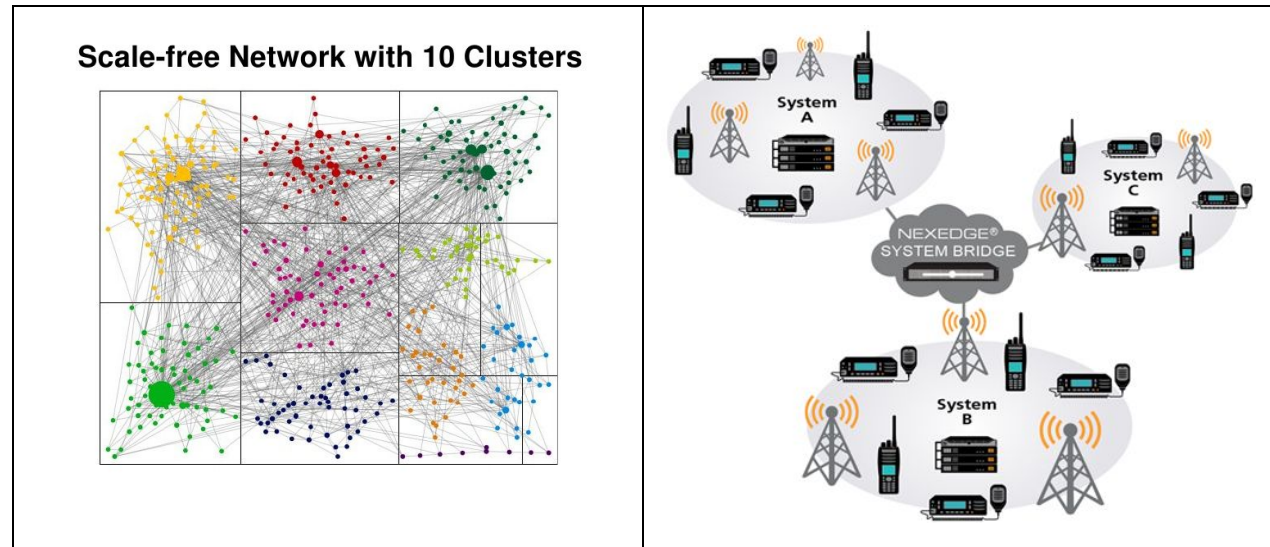 Scale-free Network with 10 Clusters
System
A
System
C
NEXEDGE®
SYSTEM BRIDGE
System
B